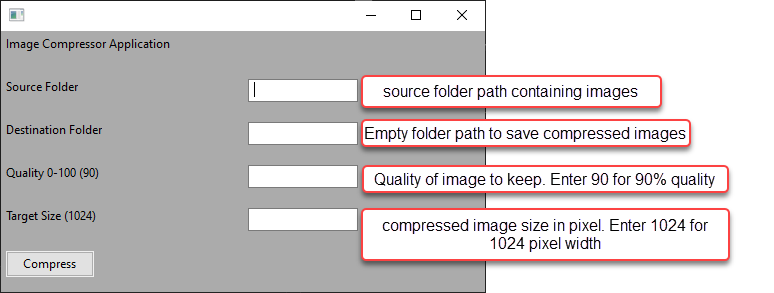 Image Compressor Application
Source Folder
source folder path containing images
Destination Folder
Empty folder path to save compressed images
Quality 0-100 (90)
Quality of image to keep. Enter 90 for 90% quality
Target Size (1024)
compressed image size in pixel. Enter 1024 for
1024 pixel width
Compress